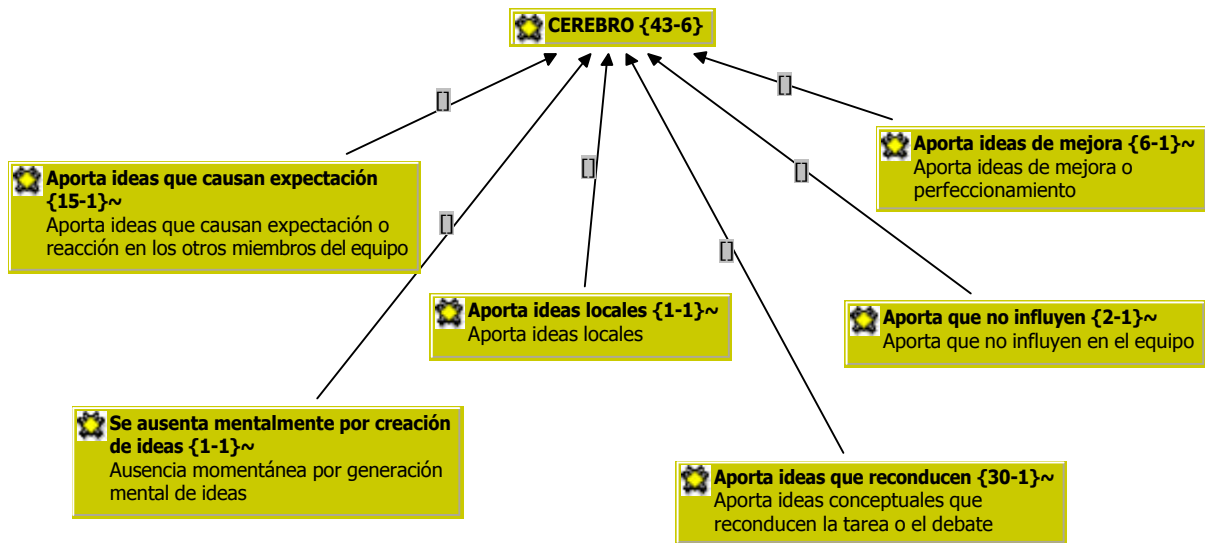 CEREBRO {43-6}
[]
[]
Aporta ideas de mejora {6-1}~
Aporta ideas de mejora o
perfeccionamiento
Aporta ideas que causan expectación
{15-1}~
Aporta ideas que causan expectación o
reacción en los otros miembros del equipo
[]
[]
[]
[]
Aporta ideas locales {1-1}~
Aporta ideas locales
Aporta que no influyen {2-1}~
Aporta que no influyen en el equipo
Se ausenta mentalmente por creación
de ideas {1-1}~
Ausencia momentánea por generación
mental de ideas
Aporta ideas que reconducen {30-1}~
Aporta ideas conceptuales que
reconducen la tarea o el debate